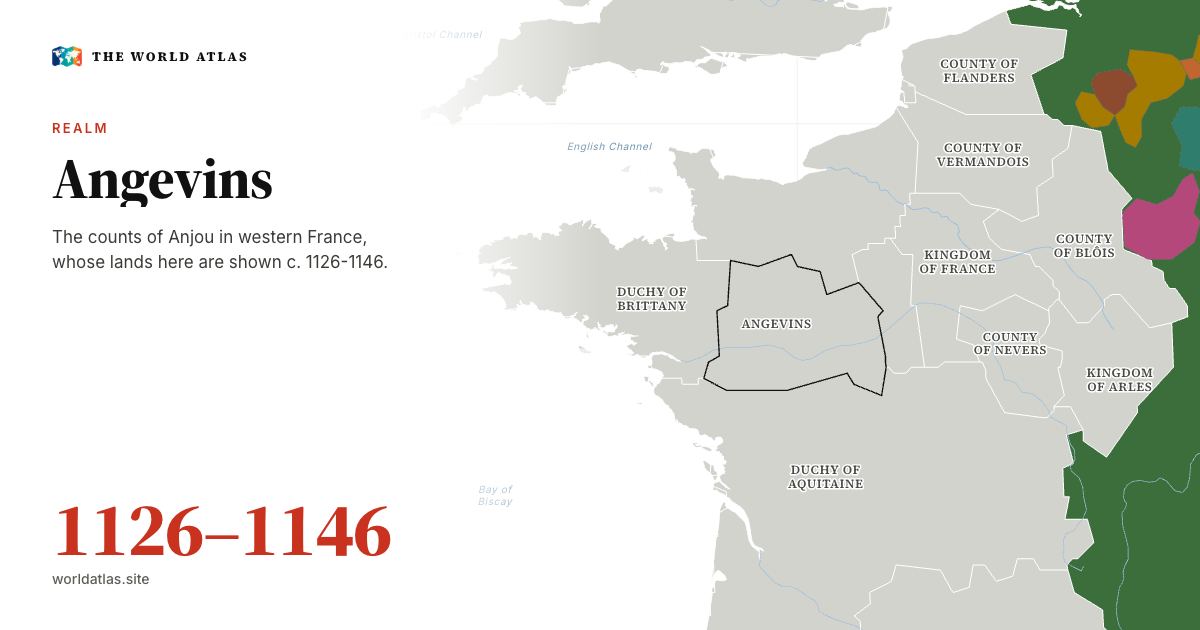 THE WORLD ATLAS
REALM
Angevins
The counts of Anjou in western France,
whose lands here are shown c. 1126-1146.
1126–1146
worldatlas.site
Channel
English Channel
Bay of
Biscay
COUNTY OF
FLANDERS
COUNTY OF
VERMANDOIS
KINGDOM
OF FRANCE
COUNTY
OF BLÔIS
DUCHY OF
BRITTANY
ANGEVINS
COUNTY
OF NEVERS
KINGDOM
OF ARLES
DUCHY OF
AQUITAINE